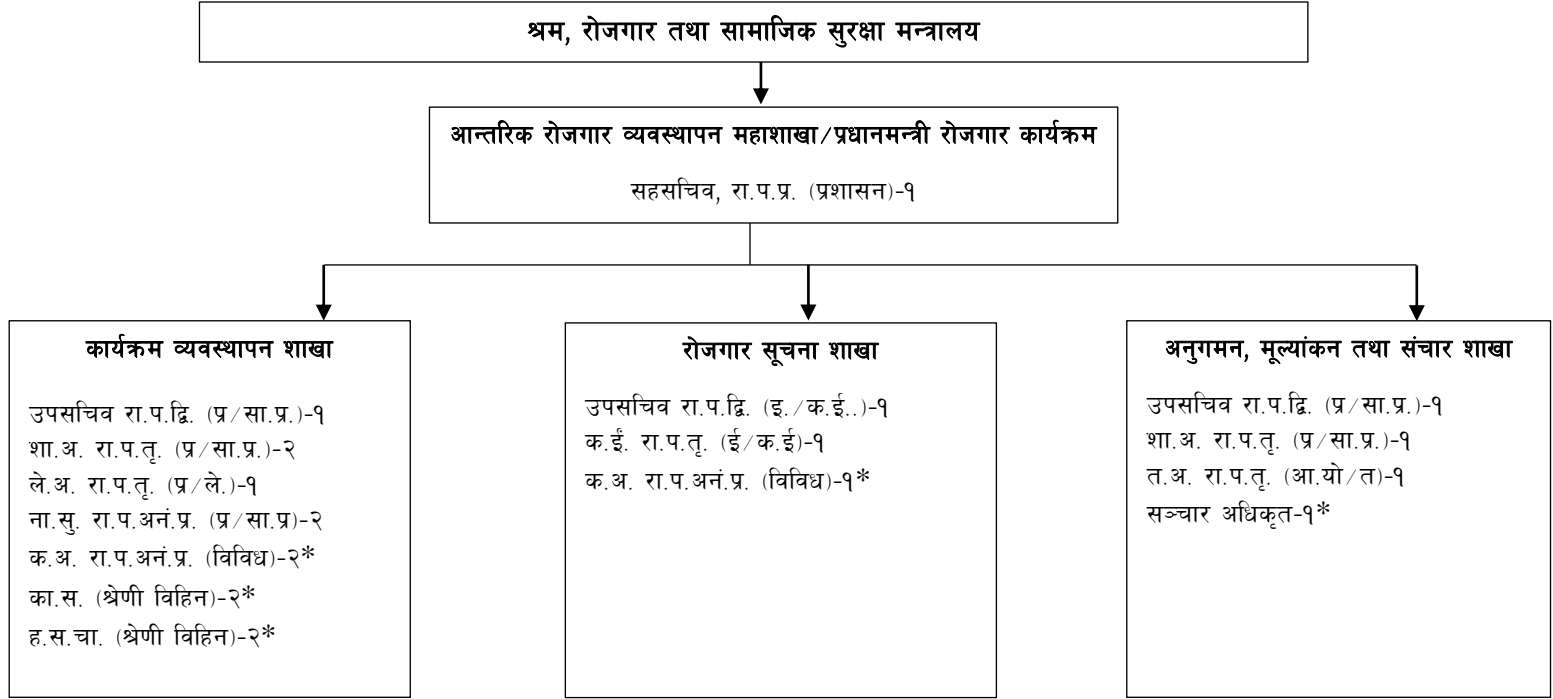 श्रम, रोजगार तथा सामाजिक सुरक्षा मन्त्रालय
आन्तरिक रोजगार व्यवस्थापन महाशाखा/प्रधानमन्त्री रोजगार कार्यक्रम
सहसचिव, रा.प.प्र. (प्रशासन)-१
कार्यक्रम व्यवस्थापन शाखा
उपसचिव रा.प.द्वि. (प्र/सा.प्र.)-१
शा.अ. रा.प.तृ. (प्र/सा.प्र.)-२
ले.अ. रा.प.तृ. (प्र/ले.)-१
ना.सु. रा.प.अनं.प्र. (प्र/सा.प्र)-२
क.अ. रा.प.अनं.प्र. (विविध)-२*
का.स. (श्रेणी विहिन)-२*
ह.स.चा. (श्रेणी विहिन)-२*
रोजगार सूचना शाखा
उपसचिव रा.प.द्वि. (इ./क.ई..)-१
क.ईं. रा.प.तृ. (ई/क.ई)-१
क.अ. रा.प.अनं.प्र. (विविध)-१*
अनुगमन, मूल्यांकन तथा संचार शाखा
उपसचिव रा.प.द्वि. (प्र/सा.प्र.)-१
शा.अ. रा.प.तृ. (प्र/सा.प्र.)-१
त.अ. रा.प.तृ. (आ.यो/त)-१
सञ्चार अधिकृत-१*